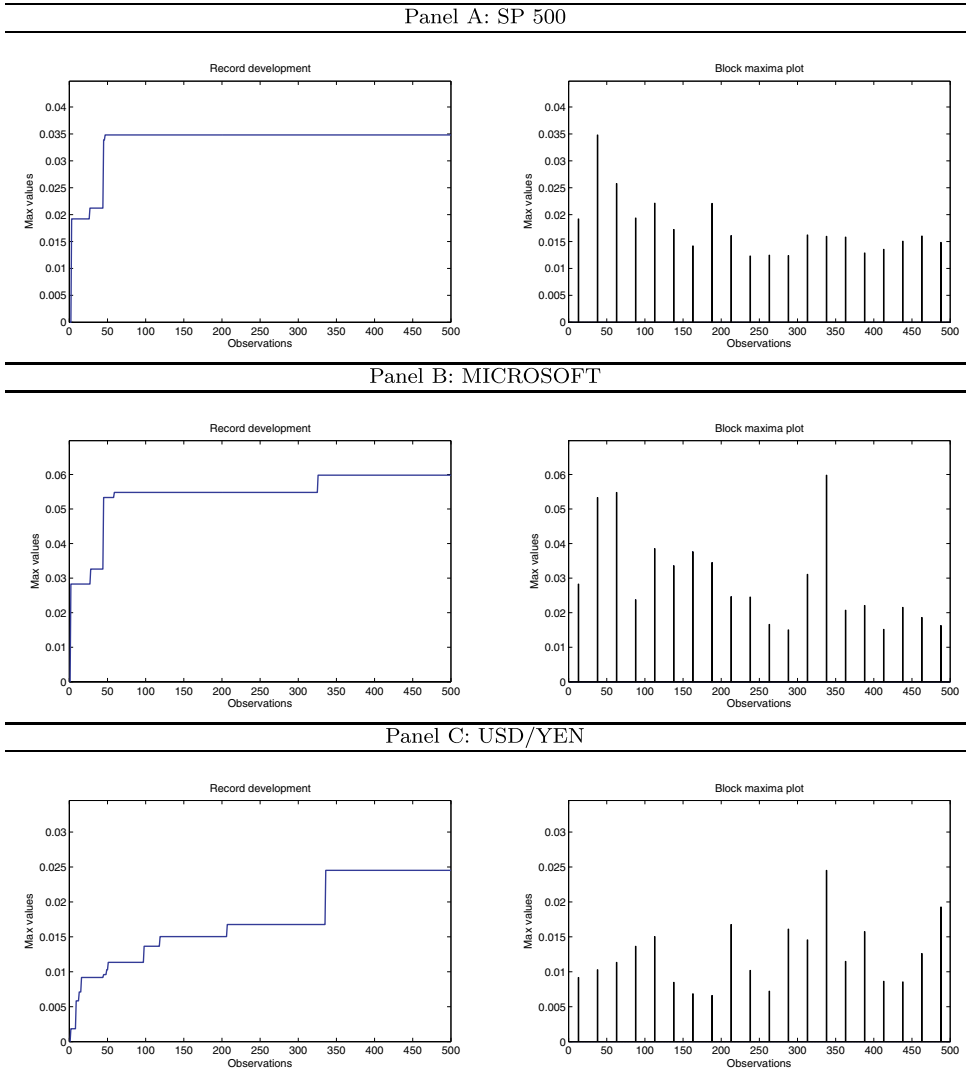 Panel A: SP 500
Record development
Max values
0.04
0.035
0.03
0.025
0.02
0.015
0.01
0.005
0
0 50 100 150 200 250 300 350 400 450 500
Observations
Block maxima plot
Max values
0.04
0.035
0.03
0.025
0.02
0.015
0.01
0.005
0
0 50 100 150 200 250 300 350 400 450 500
Observations
Panel B: MICROSOFT
Record development
Max values
0.06
0.05
0.04
0.03
0.02
0.01
0
0 50 100 150 200 250 300 350 400 450 500
Observations
Block maxima plot
Max values
0.06
0.05
0.04
0.03
0.02
0.01
0
0 50 100 150 200 250 300 350 400 450 500
Observations
Panel C: USD/YEN
Record development
Max values
0.03
0.025
0.02
0.015
0.01
0.005
0
0 50 100 150 200 250 300 350 400 450 500
Observations
Block maxima plot
Max values
0.03
0.025
0.02
0.015
0.01
0.005
0
0 50 100 150 200 250 300 350 400 450 500
Observations